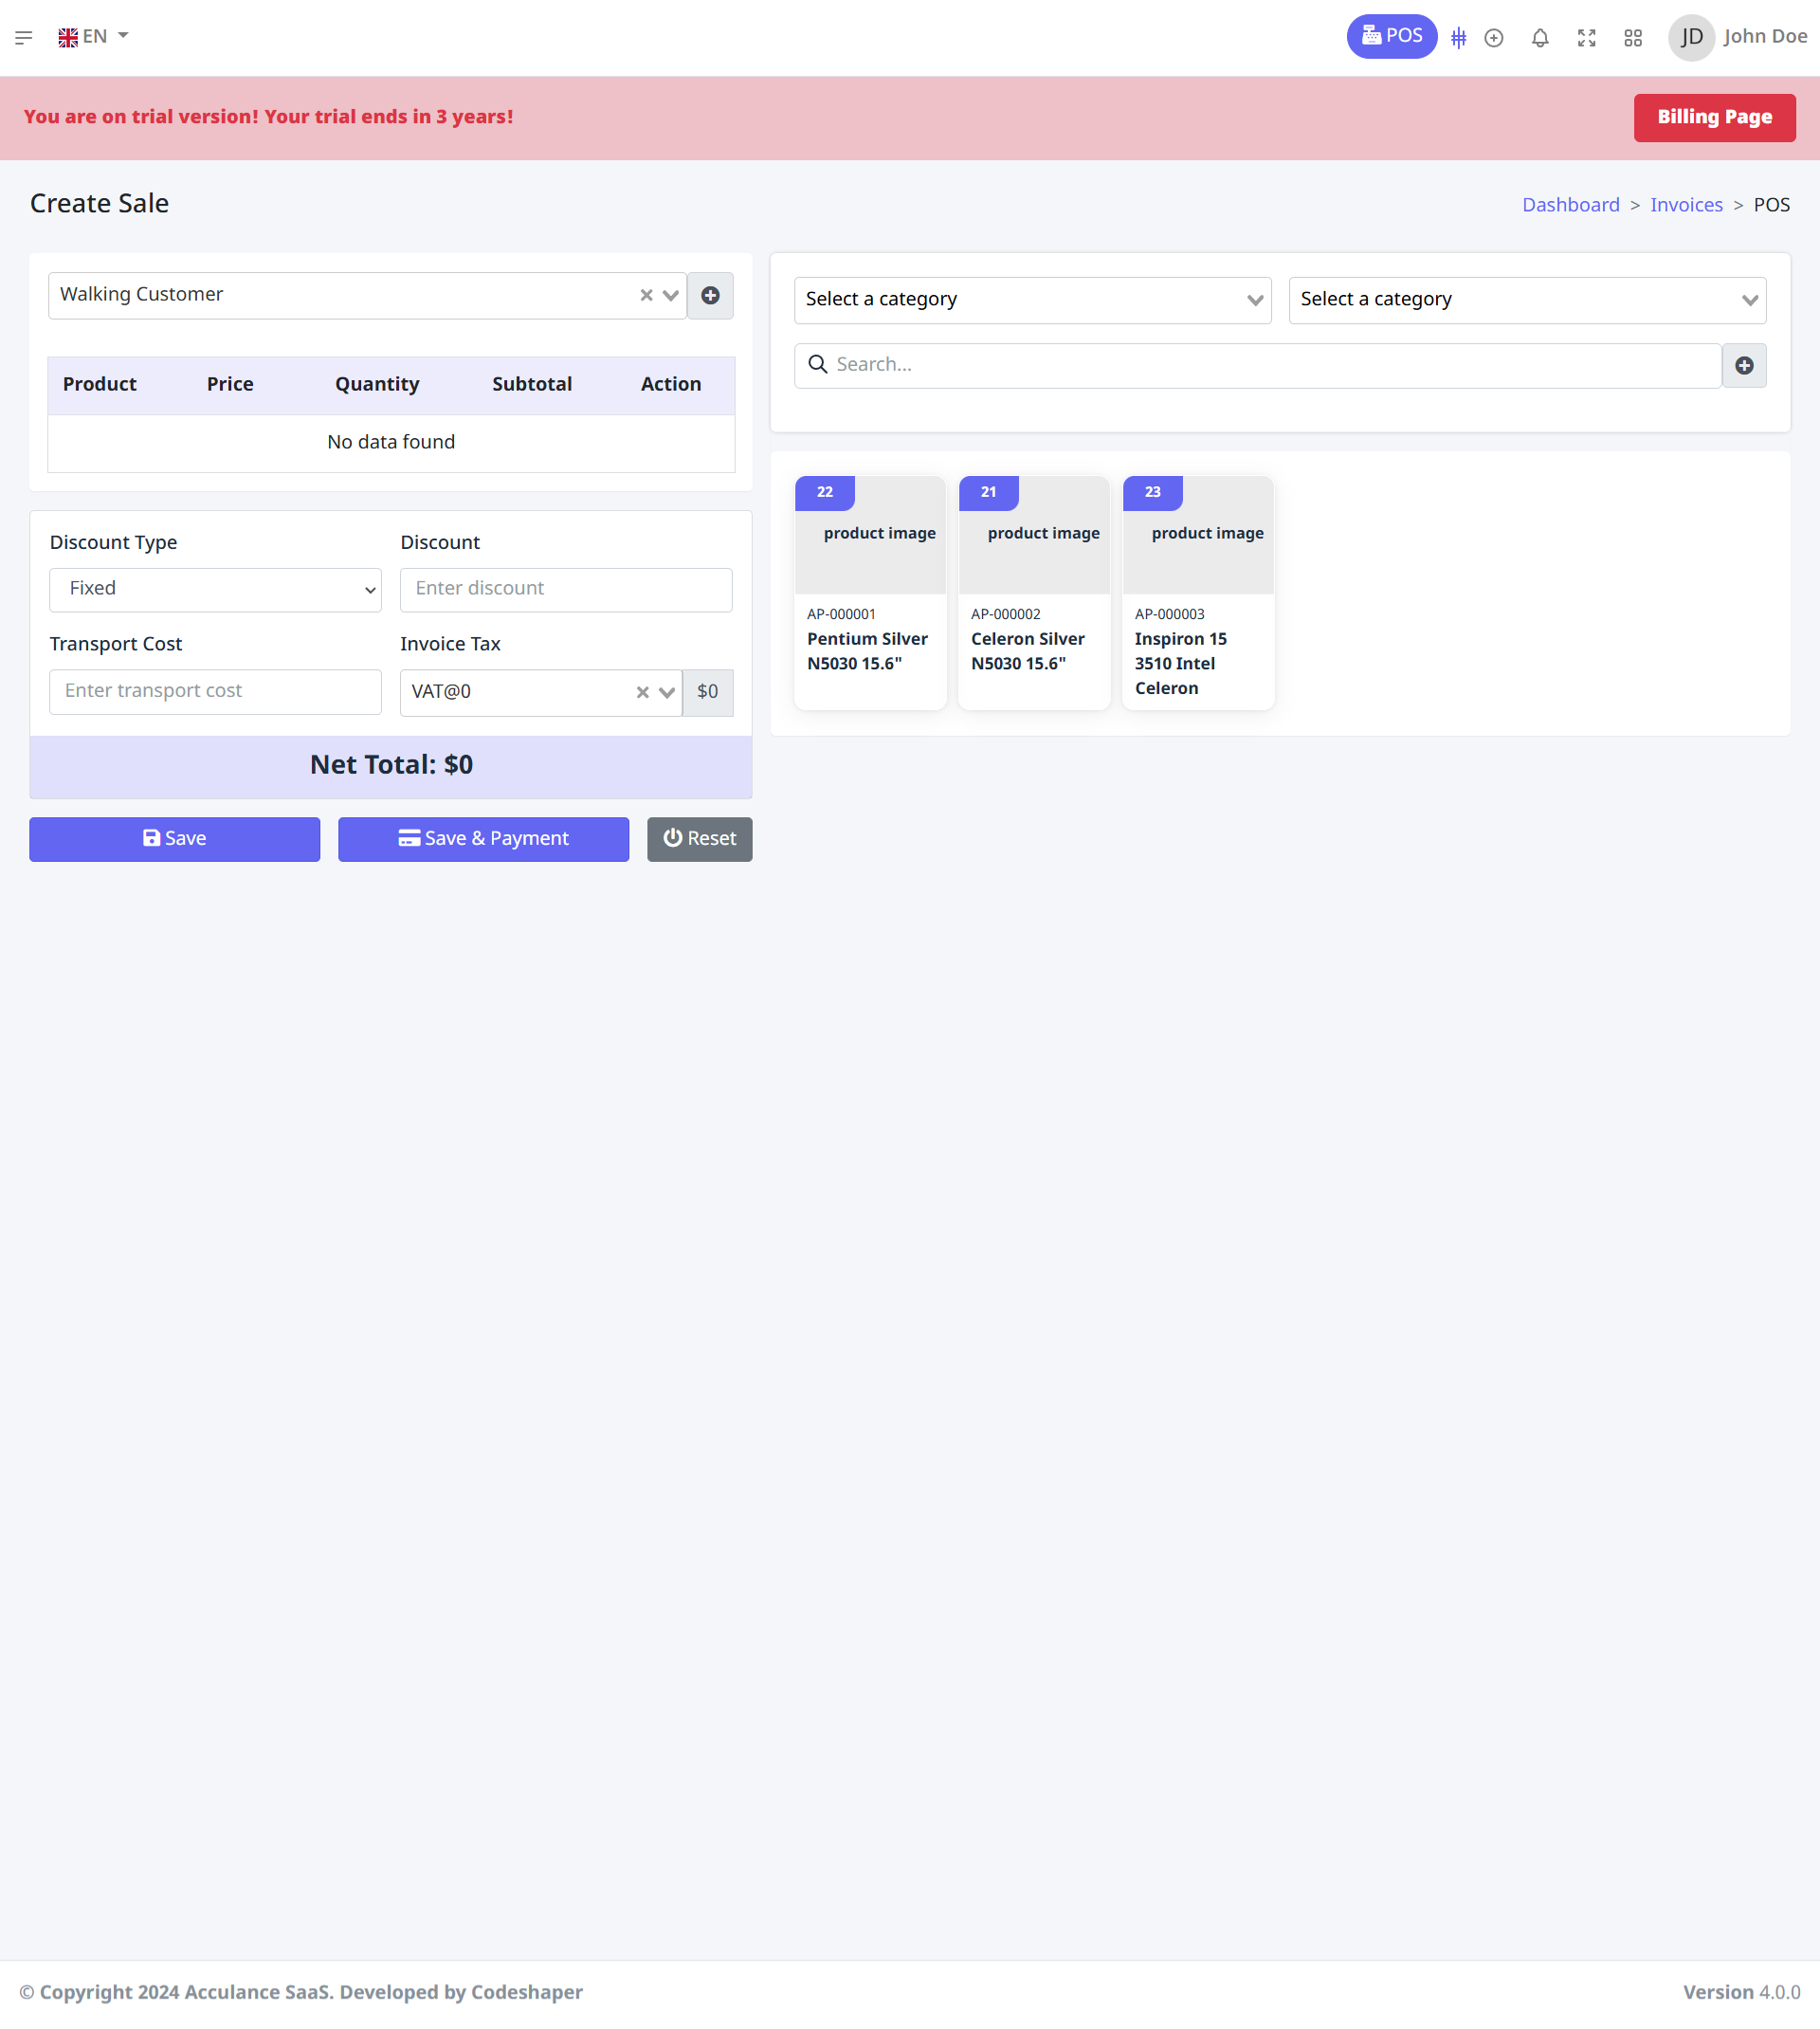 EN
POS
JD
John Doe
You are on trial version! Your trial ends in 3 years!
Billing Page
Create Sale
Dashboard > Invoices > POS
Walking Customer
Product Price Quantity Subtotal Action
No data found
Discount Type
Discount
Fixed
Enter discount
Transport Cost
Invoice Tax
Enter transport cost
VAT@0
$0
Net Total: $0
Save
Save & Payment
Reset
Select a category
Select a category
Search...
22
product image
AP-000001
Pentium Silver
N5030 15.6"
21
product image
AP-000002
Celeron Silver
N5030 15.6"
23
product image
AP-000003
Inspiron 15
3510 Intel
Celeron
© Copyright 2024 Acculance SaaS. Developed by Codeshaper
Version 4.0.0